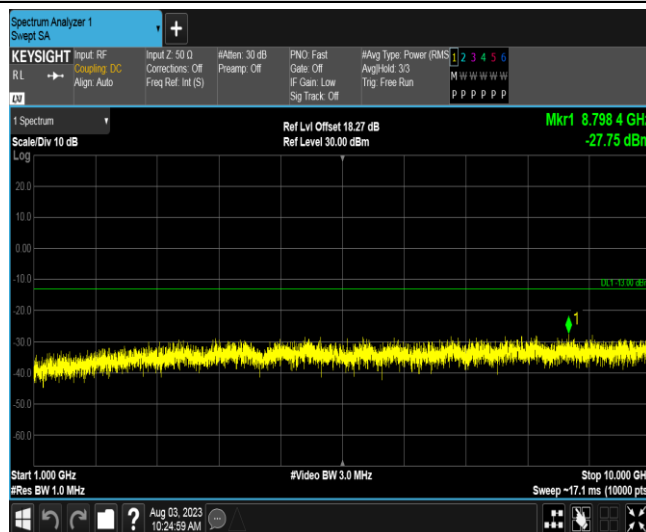 Spectrum Analyzer 1
Swept SA
+
KEYSIGHT Input: RF Input Z: 50 Ω #Atten: 30 dB PNO: Fast #Avg Type: Power (RMS 1 2 3 4 5 6
RL Coupling: DC Corrections: Off Preamp: Off Gate: Off Avg|Hold: 3/3 M W W W W W
Align: Auto Freq Ref: Int (S) IF Gain: Low Trig: Free Run
LXI Sig Track: Off P P P P P P
1 Spectrum Ref Lvl Offset 18.27 dB Mkr1 8.798 4 GHz
Scale/Div 10 dB Ref Level 30.00 dBm -27.75 dBm
Log
20.0
10.0
0.00
-10.0
DL1 -13.00 dBm
-20.0
1
-30.0
-40.0
-50.0
-60.0
Start 1.000 GHz #Video BW 3.0 MHz Stop 10.000 GHz
#Res BW 1.0 MHz Sweep ~17.1 ms (10000 pts
? Aug 03, 2023
10:24:59 AM